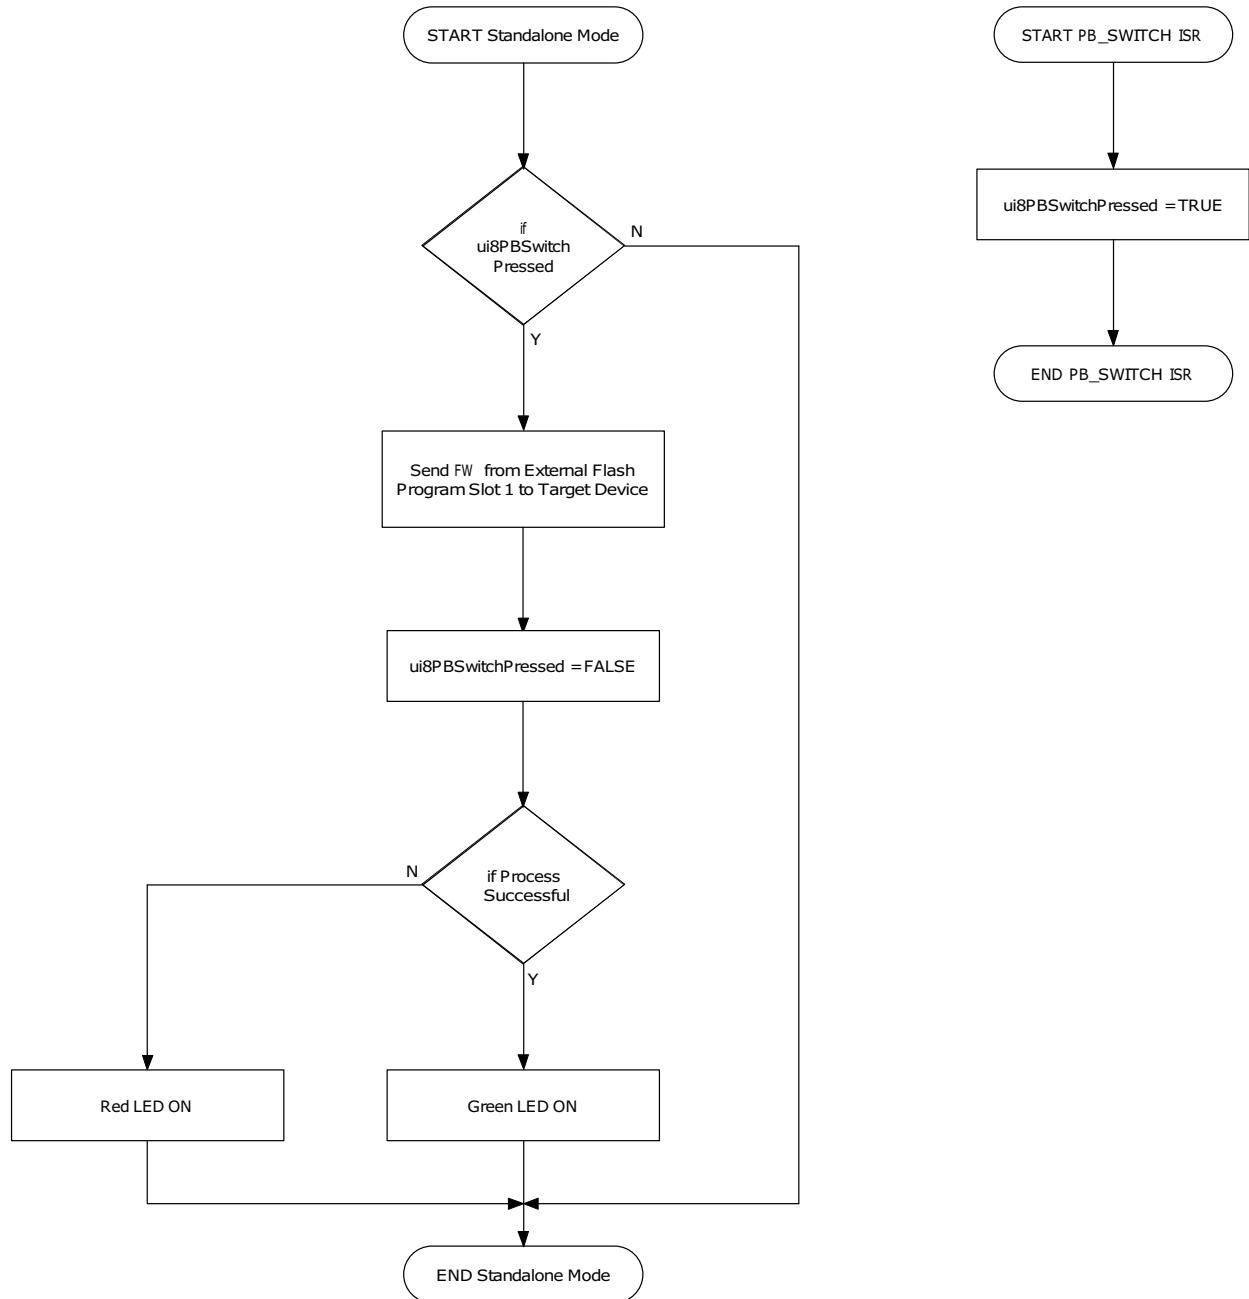 START Standalone Mode
if
ui8PBSwitch
Pressed
N
Y
Send FW from External Flash
Program Slot 1 to Target Device
ui8PBSwitchPressed = FALSE
if Process
Successful
N
Y
Red LED ON
Green LED ON
END Standalone Mode
START PB_SWITCH ISR
ui8PBSwitchPressed = TRUE
END PB_SWITCH ISR